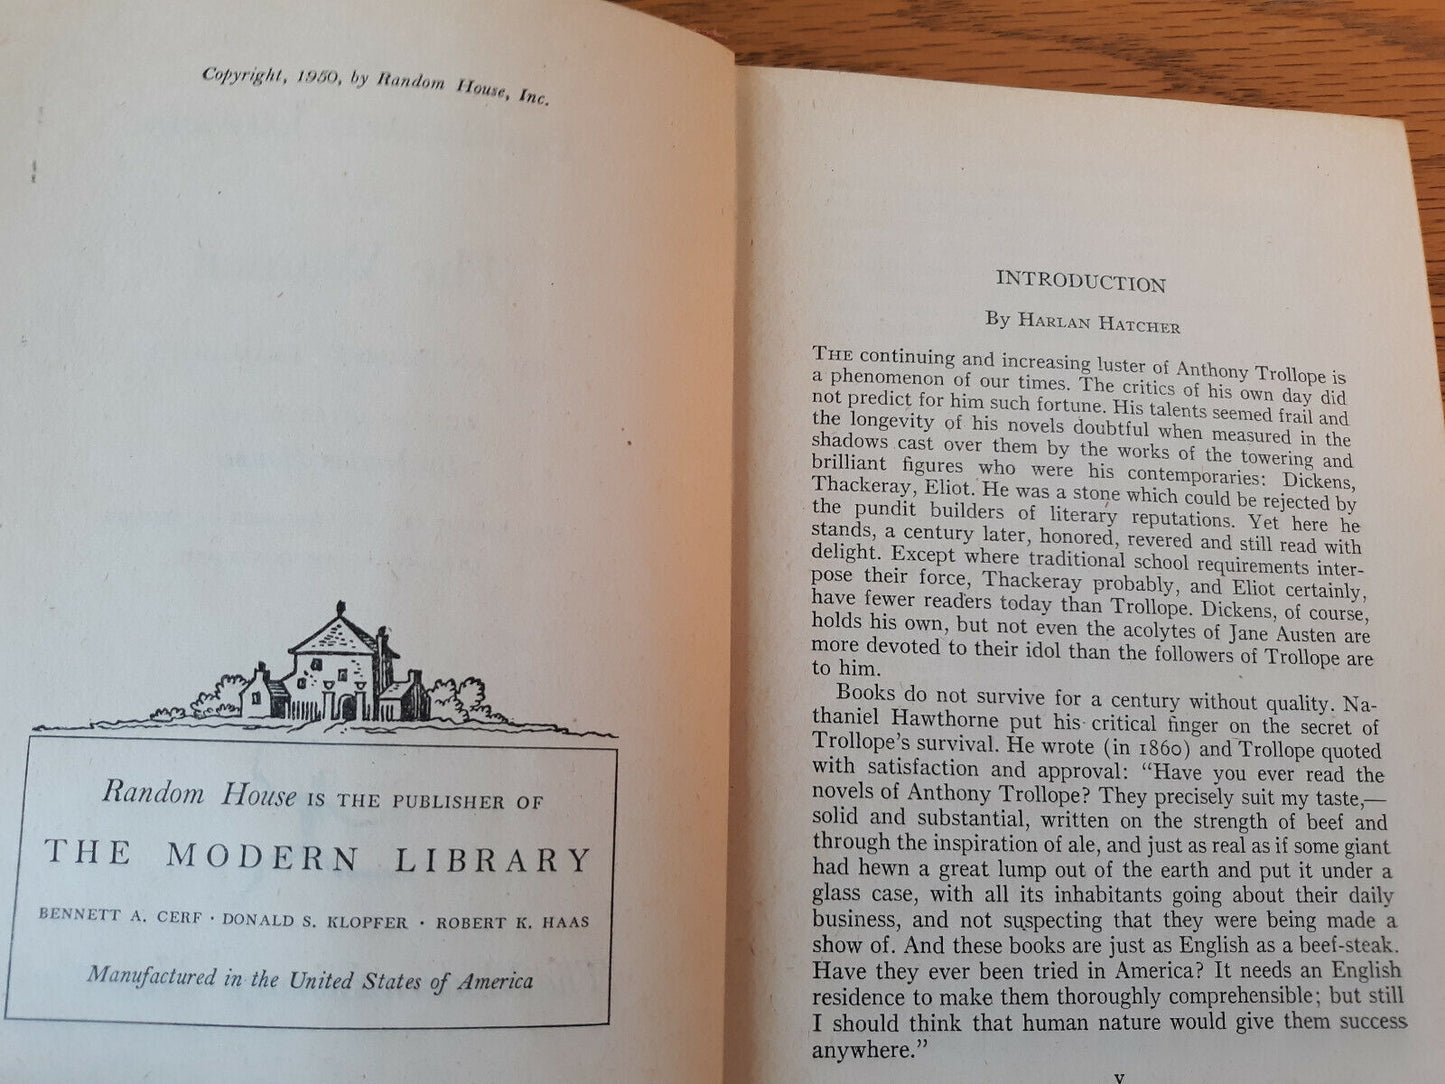 Copyright, 1950, by Random House, Inc.
Random House IS THE PUBLISHER OF
THE MODERN LIBRARY
BENNETT A. CERF · DONALD S. KLOPFER · ROBERT K. HAAS
Manufactured in the United States of America
INTRODUCTION
By HARLAN HATCHER
THE continuing and increasing luster of Anthony Trollope is
a phenomenon of our times. The critics of his own day did
not predict for him such fortune. His talents seemed frail and
the longevity of his novels doubtful when measured in the
shadows cast over them by the works of the towering and
brilliant figures who were his contemporaries: Dickens,
Thackeray, Eliot. He was a stone which could be rejected by
the pundit builders of literary reputations. Yet here he
stands, a century later, honored, revered and still read with
delight. Except where traditional school requirements inter-
pose their force, Thackeray probably, and Eliot certainly,
have fewer readers today than Trollope. Dickens, of course,
holds his own, but not even the acolytes of Jane Austen are
more devoted to their idol than the followers of Trollope are
to him.
Books do not survive for a century without quality. Na-
thaniel Hawthorne put his critical finger on the secret of
Trollope's survival. He wrote (in 1860) and Trollope quoted
with satisfaction and approval: "Have you ever read the
novels of Anthony Trollope? They precisely suit my taste,—
solid and substantial, written on the strength of beef and
through the inspiration of ale, and just as real as if some giant
had hewn a great lump out of the earth and put it under a
glass case, with all its inhabitants going about their daily
business, and not suspecting that they were being made a
show of. And these books are just as English as a beef-steak.
Have they ever been tried in America? It needs an English
residence to make them thoroughly comprehensible; but still
I should think that human nature would give them success
anywhere."
v